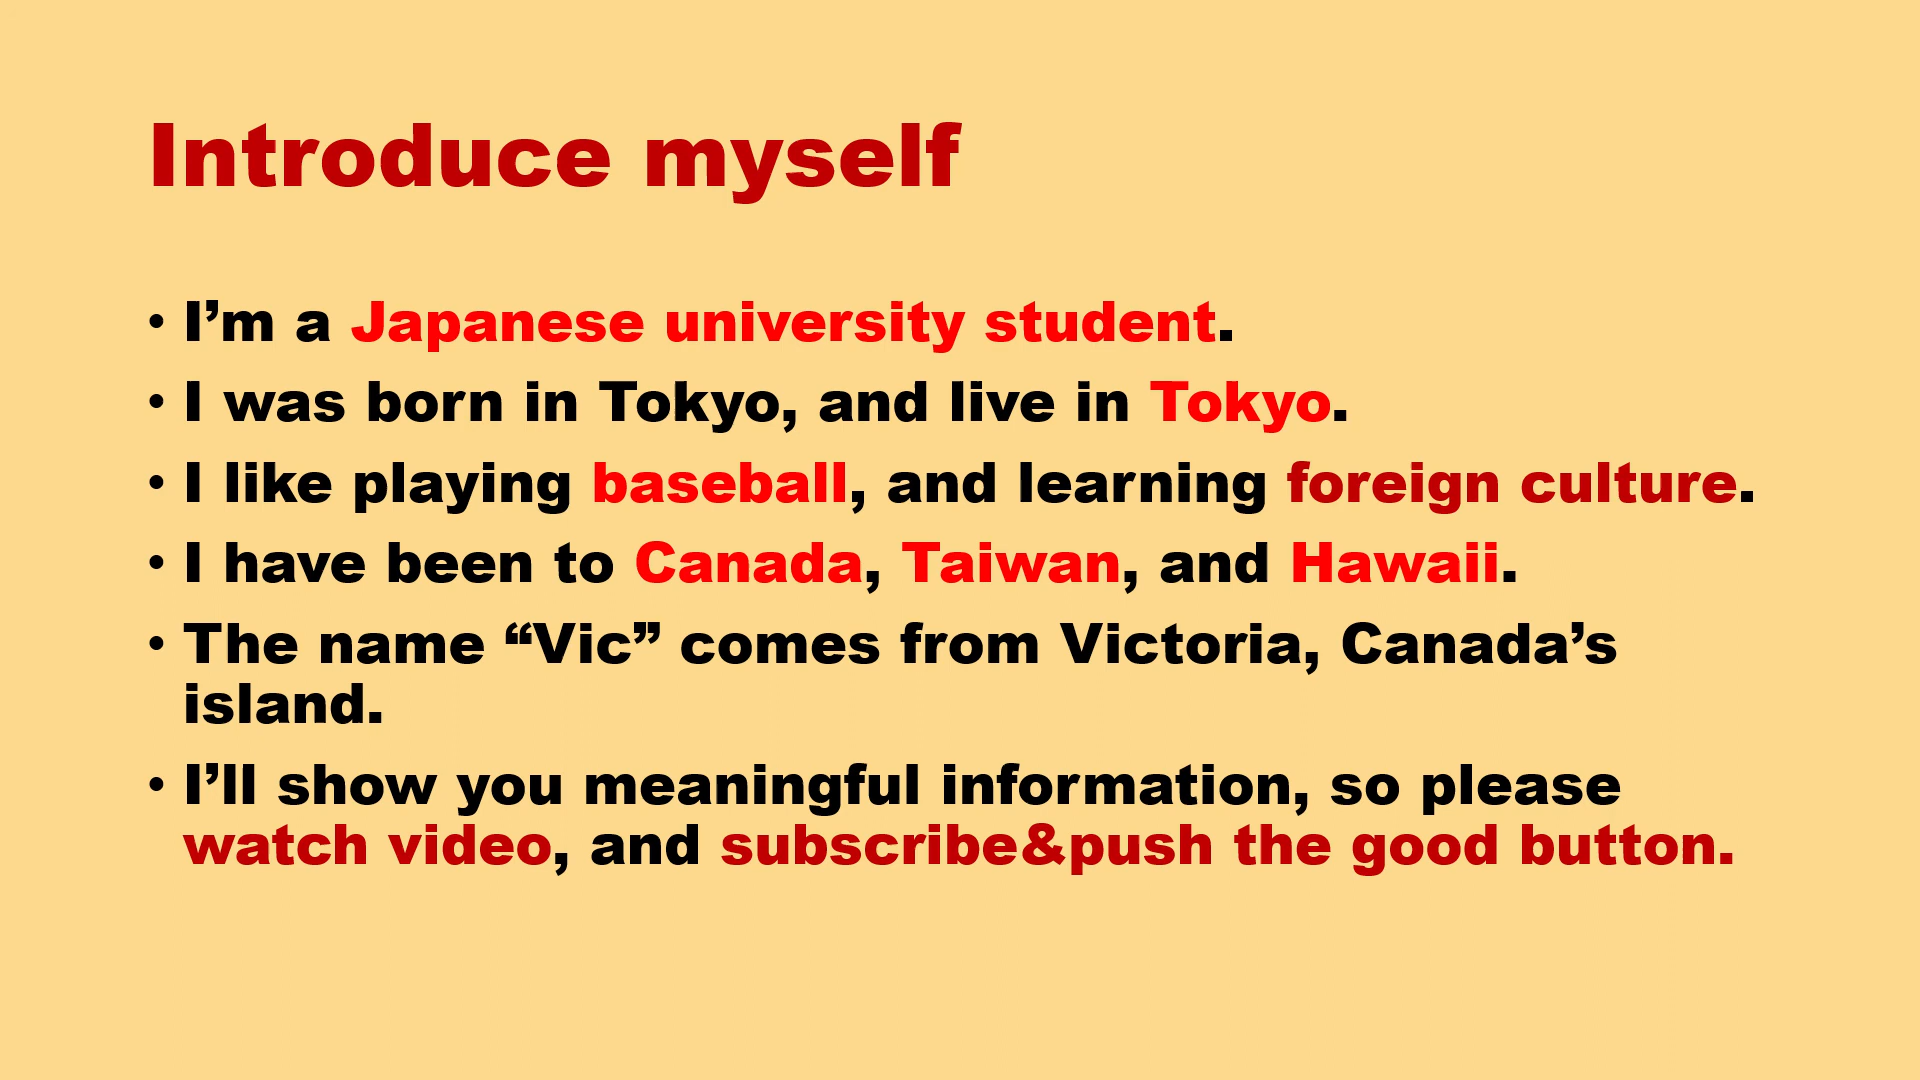 Introduce myself
• I’m a Japanese university student.
• I was born in Tokyo, and live in Tokyo.
• I like playing baseball, and learning foreign culture.
• I have been to Canada, Taiwan, and Hawaii.
• The name “Vic” comes from Victoria, Canada’s
island.
• I’ll show you meaningful information, so please
watch video, and subscribe&push the good button.